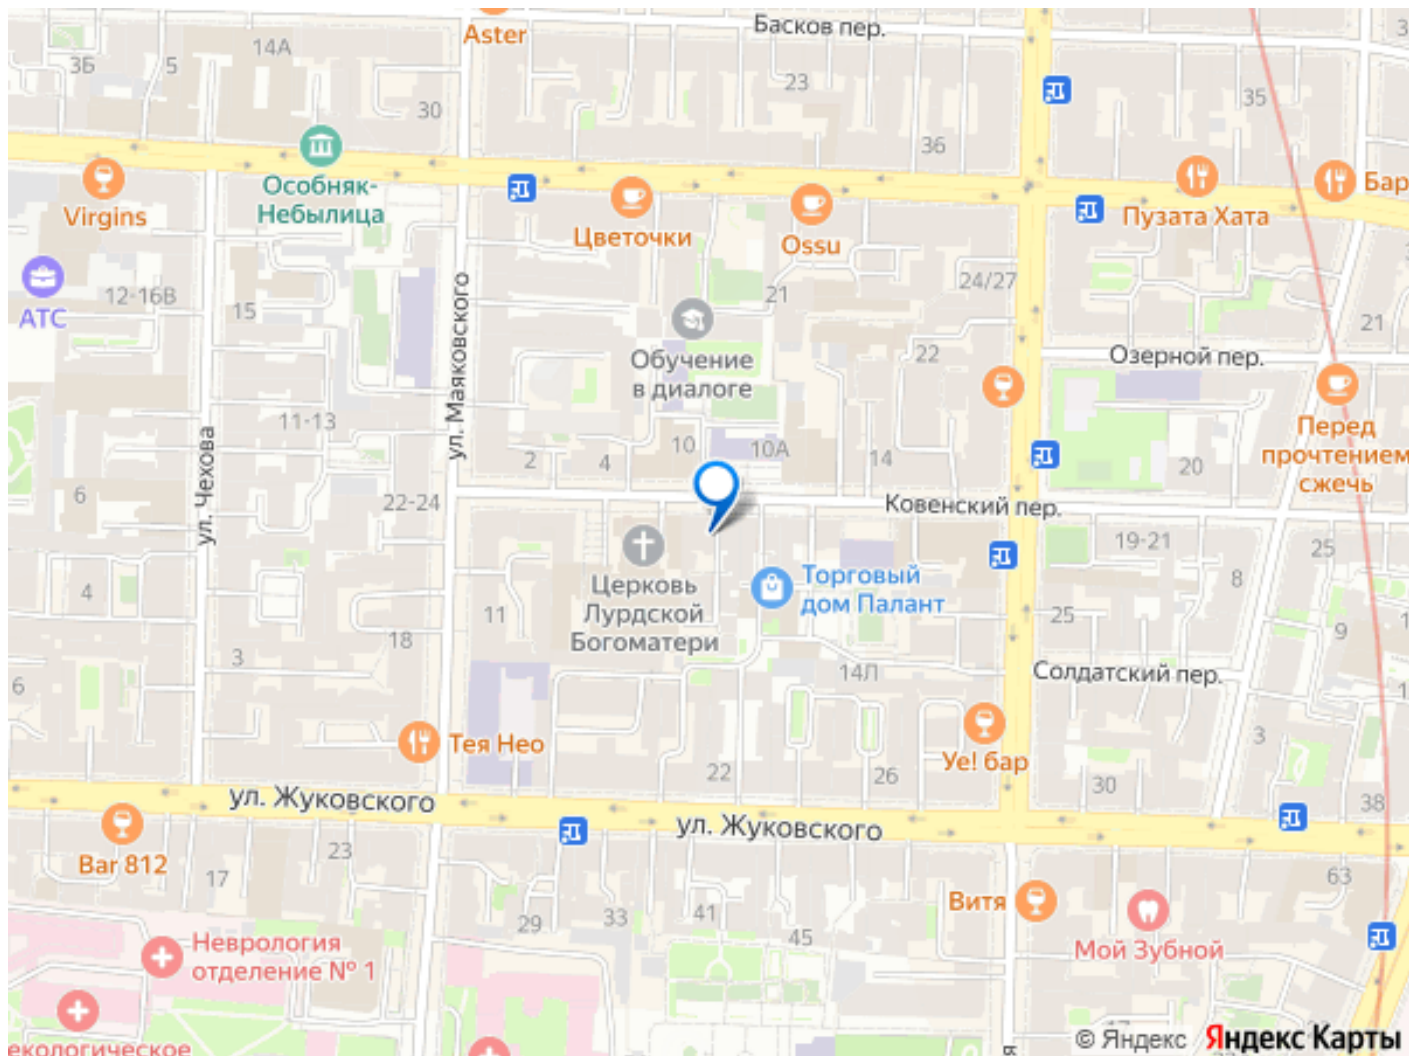 Aster
Басков пер.
14А
3Б
5
30
23
35
36
Особняк-
Небылица
Virgins
Цветочки
Ossu
Пузата Хата
Бар
АТС
12-16В
15
ул. Маяковского
21
24/27
21
Обучение
в диалоге
22
Озерной пер.
11-13
ул. Чехова
10
10А
2
4
14
20
Перед
прочтением
сжечь
6
22-24
Ковенский пер.
19-21
25
8
Церковь
Лурдской
Богоматери
Торговый
дом Палант
4
11
25
9
18
3
14Л
Солдатский пер.
6
Тея Нео
22
26
Уе! бар
3
30
38
ул. Жуковского
ул. Жуковского
Bar 812
23
17
63
29
33
41
45
Витя
Мой Зубной
Неврология
отделение № 1
екологическое
© Яндекс Яндекс Карты